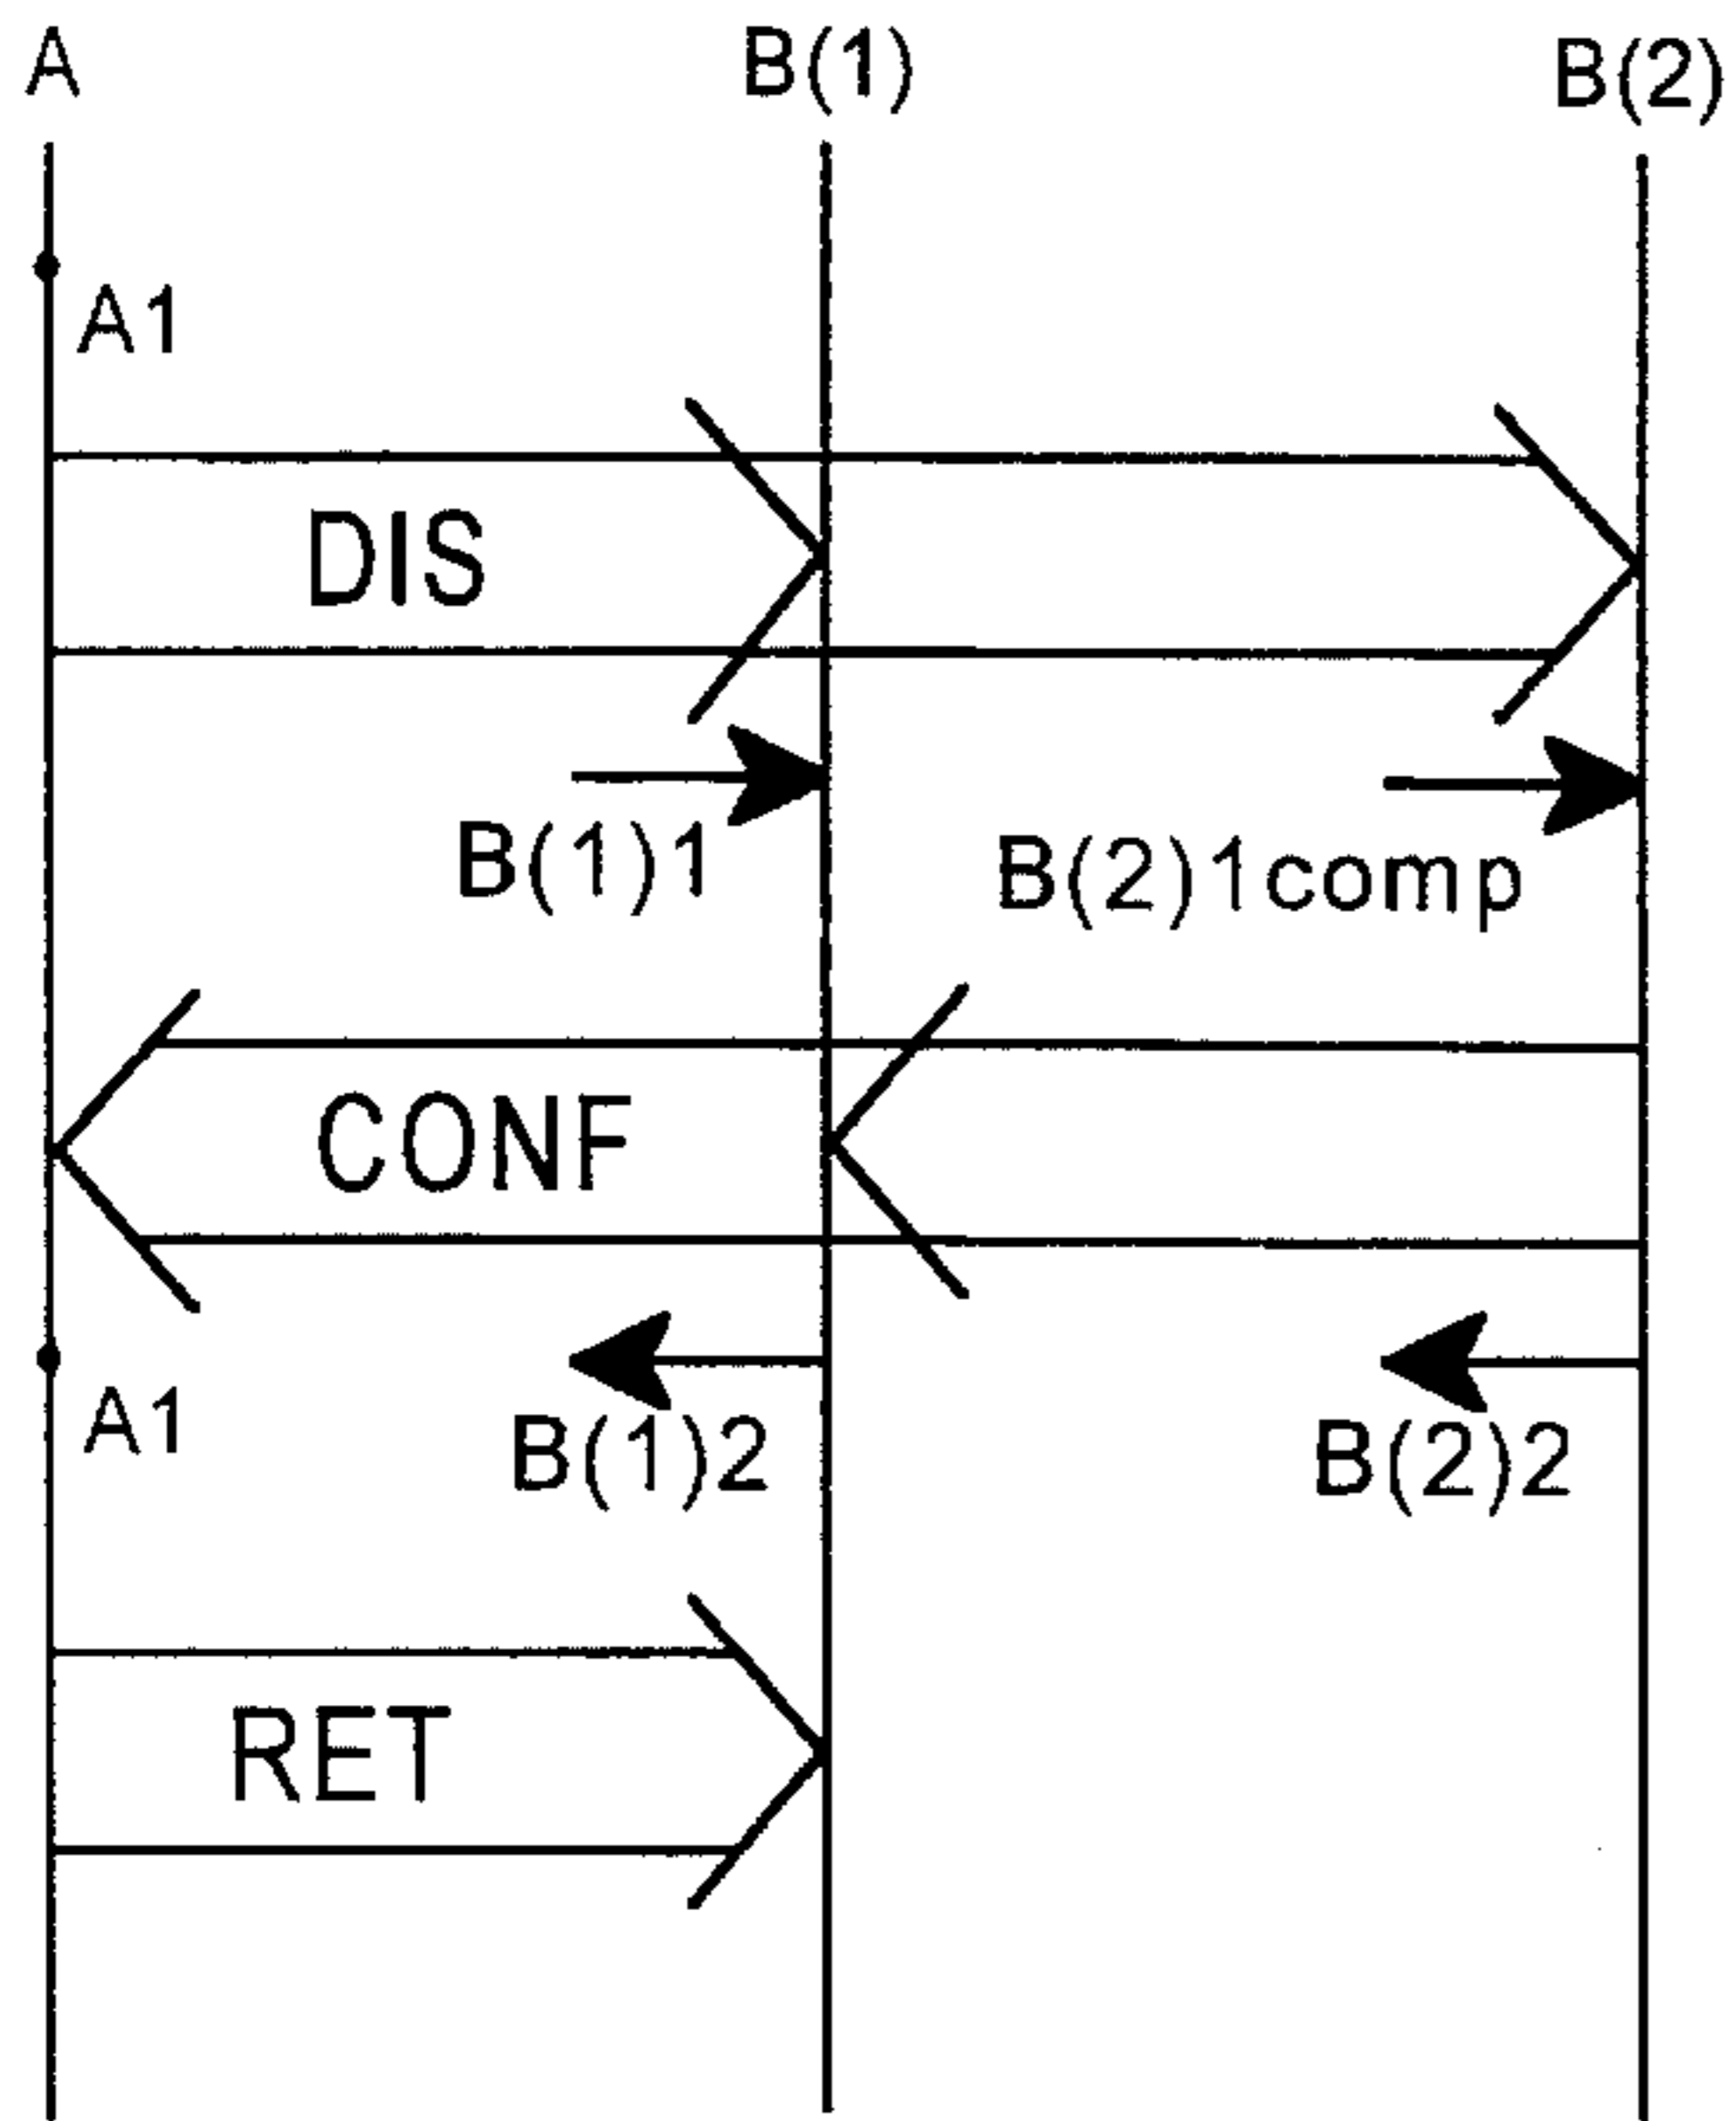 A
B(1)
B(2)
A1
DIS
B(1)1
B(2)1comp
CONF
A1
B(1)2
B(2)2
RET